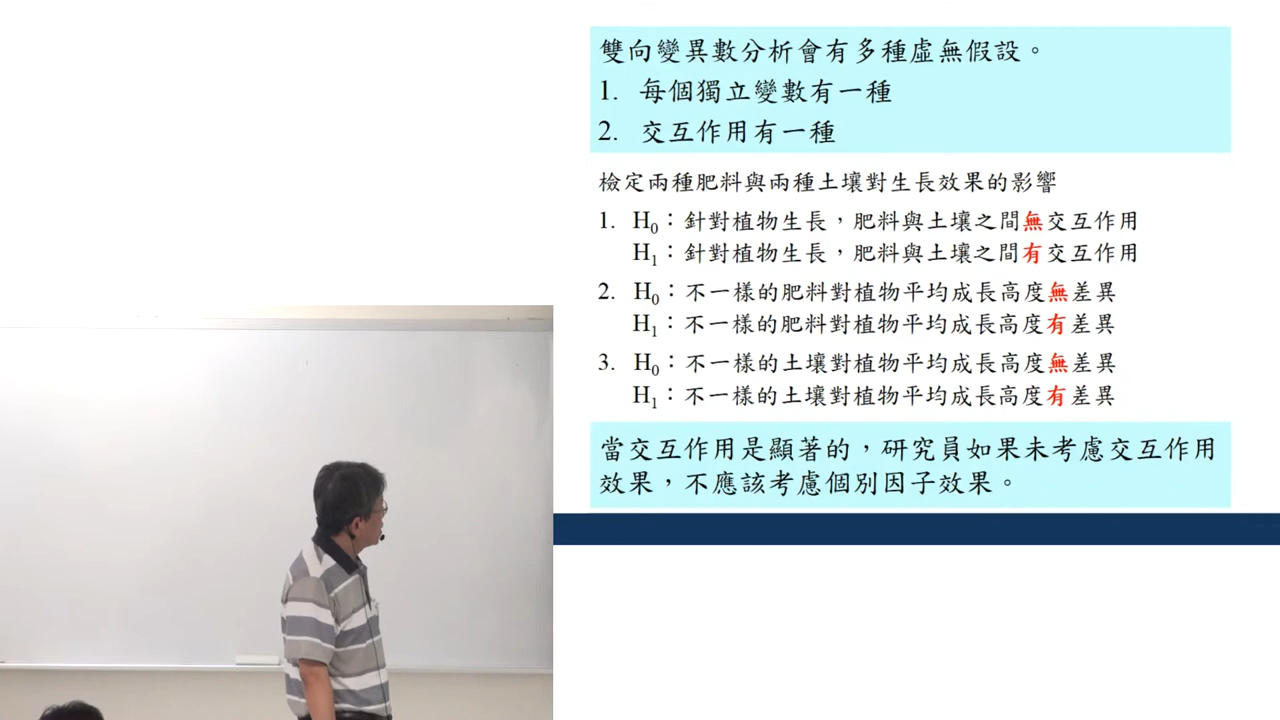 雙向變異數分析會有多種虛無假設。
1. 每個獨立變數有一種
2. 交互作用有一種
檢定兩種肥料與兩種土壤對生長效果的影響
1. H0：針對植物生長，肥料與土壤之間無交互作用
H1：針對植物生長，肥料與土壤之間有交互作用
2. H0：不一樣的肥料對植物平均成長高度無差異
H1：不一樣的肥料對植物平均成長高度有差異
3. H0：不一樣的土壤對植物平均成長高度無差異
H1：不一樣的土壤對植物平均成長高度有差異
當交互作用是顯著的，研究員如果未考慮交互作用
效果，不應該考慮個別因子效果。